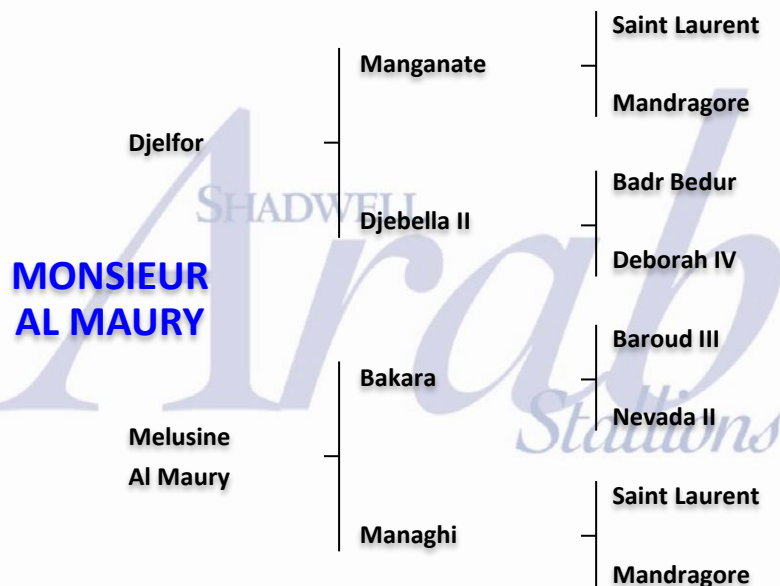 Saint Laurent
Manganate
Mandragore
Djelfor
Badr Bedur
SHADWELL
Djebella II
Deborah IV
MONSIEUR
AL MAURY
Arab
Baroud III
Bakara
Nevada II
Stallions
Melusine
Al Maury
Saint Laurent
Managhi
Mandragore